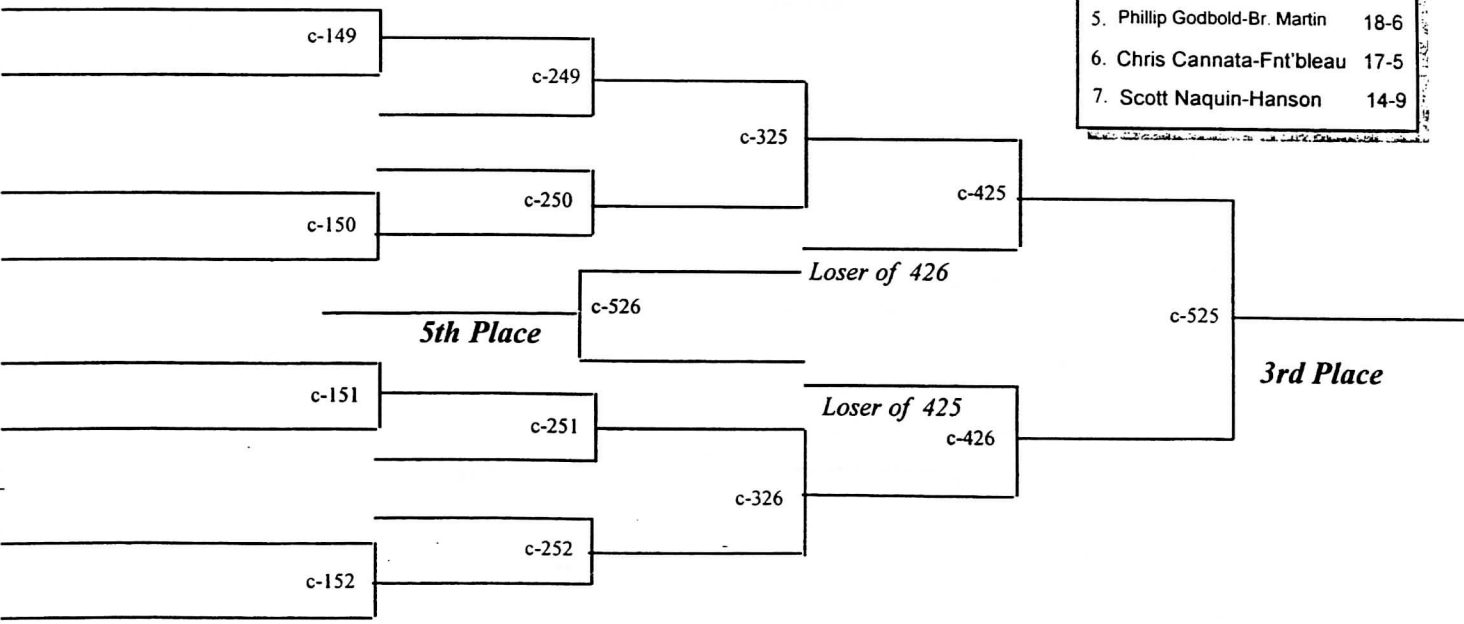 5. Phillip Godbold-Br. Martin 18-6
6. Chris Cannata-Fnt'bleau 17-5
7. Scott Naquin-Hanson 14-9
c-149
c-249
c-325
c-425
c-250
c-150
Loser of 426
c-526
5th Place
c-525
3rd Place
c-151
Loser of 425
c-251
c-426
c-326
c-252
c-152